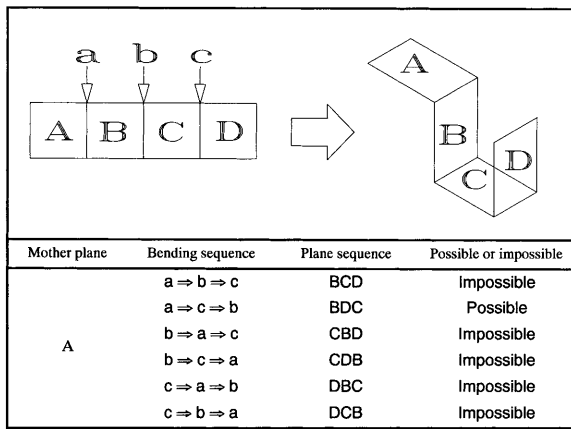 a b c
A B C D
A
B
C
D
Mother plane Bending sequence Plane sequence Possible or impossible
A
a ⇒ b ⇒ c BCD Impossible
a ⇒ c ⇒ b BDC Possible
b ⇒ a ⇒ c CBD Impossible
b ⇒ c ⇒ a CDB Impossible
c ⇒ a ⇒ b DBC Impossible
c ⇒ b ⇒ a DCB Impossible